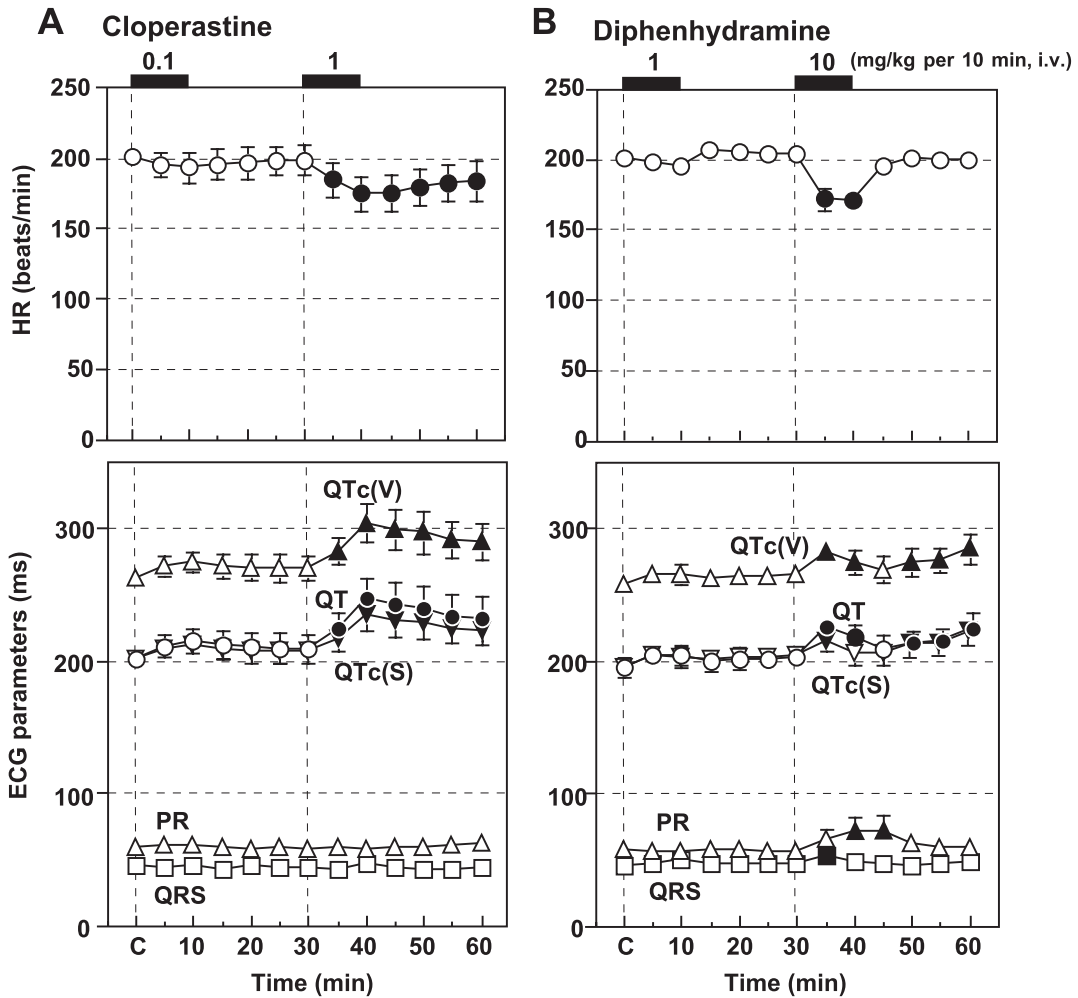 A Cloperastine
0.1 1
250
200
150
100
50
0
HR (beats/min)
B Diphenhydramine
1 10 (mg/kg per 10 min, i.v.)
250
200
150
100
50
0
ECG parameters (ms)
300
200
100
0
QTc(V)
QT
QTc(S)
PR
QRS
C 10 20 30 40 50 60
Time (min)
300
200
100
0
QTc(V)
QT
QTc(S)
PR
QRS
C 10 20 30 40 50 60
Time (min)